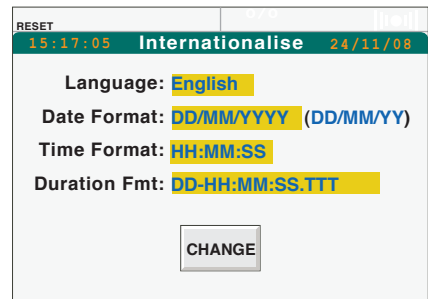 RESET
15:17:05 Internationalise 24/11/08
Language: English
Date Format: DD/MM/YYYY (DD/MM/YY)
Time Format: HH:MM:SS
Duration Fmt: DD-HH:MM:SS.TTT
CHANGE